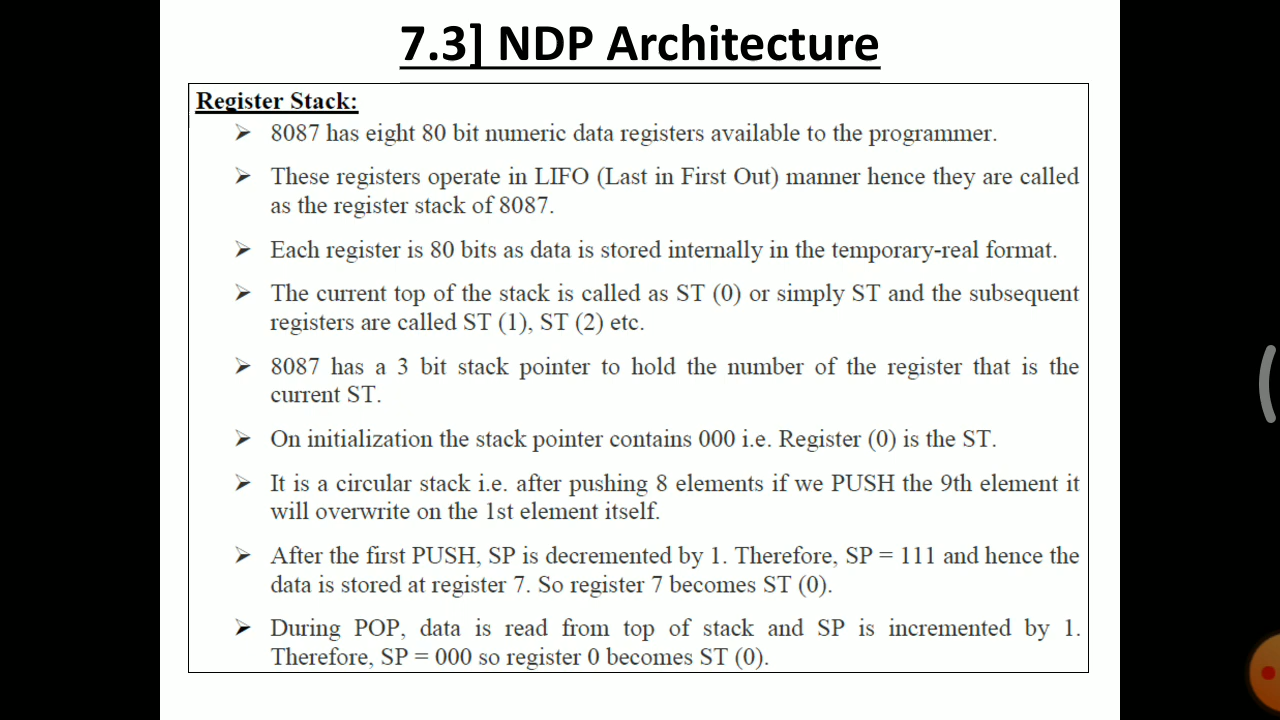 7.3] NDP Architecture
Register Stack:
➢ 8087 has eight 80 bit numeric data registers available to the programmer.
➢ These registers operate in LIFO (Last in First Out) manner hence they are called
as the register stack of 8087.
➢ Each register is 80 bits as data is stored internally in the temporary-real format.
➢ The current top of the stack is called as ST (0) or simply ST and the subsequent
registers are called ST (1), ST (2) etc.
➢ 8087 has a 3 bit stack pointer to hold the number of the register that is the
current ST.
➢ On initialization the stack pointer contains 000 i.e. Register (0) is the ST.
➢ It is a circular stack i.e. after pushing 8 elements if we PUSH the 9th element it
will overwrite on the 1st element itself.
➢ After the first PUSH, SP is decremented by 1. Therefore, SP = 111 and hence the
data is stored at register 7. So register 7 becomes ST (0).
➢ During POP, data is read from top of stack and SP is incremented by 1.
Therefore, SP = 000 so register 0 becomes ST (0).